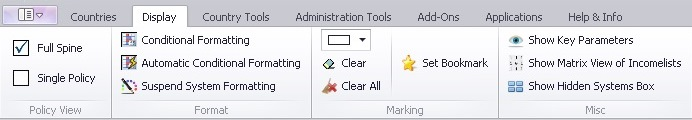 Countries Display Country Tools Administration Tools Add-Ons Applications Help & Info
Full Spine
Single Policy
Policy View
Conditional Formatting
Automatic Conditional Formatting
Suspend System Formatting
Format
Clear
Clear All
Set Bookmark
Marking
Show Key Parameters
Show Matrix View of Incomelists
Show Hidden Systems Box
Misc